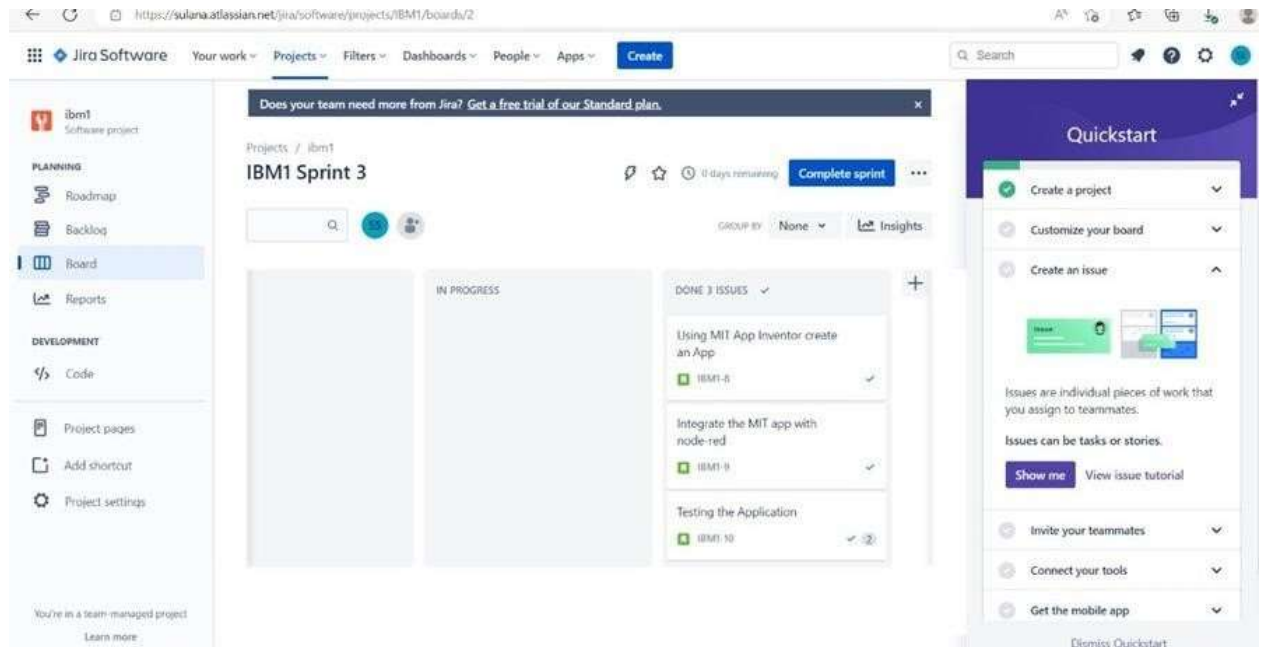 https://sulana.atlassian.net/jira/software/projects/IBM1/boards/2
Jira Software
Your work
Projects
Filters
Dashboards
People
Apps
Create
Search
ibm1
Software project
PLANNING
Roadmap
Backlog
Board
Reports
DEVELOPMENT
Code
Project pages
Add shortcut
Project settings
You're in a team-managed project
Learn more
Does your team need more from Jira? Get a free trial of our Standard plan.
Projects / ibm1
IBM1 Sprint 3
0 days remaining
Complete sprint
SS
GROUP BY
None
Insights
IN PROGRESS
DONE 3 ISSUES
Using MIT App Inventor create
an App
IBM1-8
Integrate the MIT app with
node-red
IBM1-9
Testing the Application
IBM1-10
2
Quickstart
Create a project
Customize your board
Create an issue
Issue
Issues are individual pieces of work that
you assign to teammates.
Issues can be tasks or stories.
Show me
View issue tutorial
Invite your teammates
Connect your tools
Get the mobile app
Dismiss Quickstart